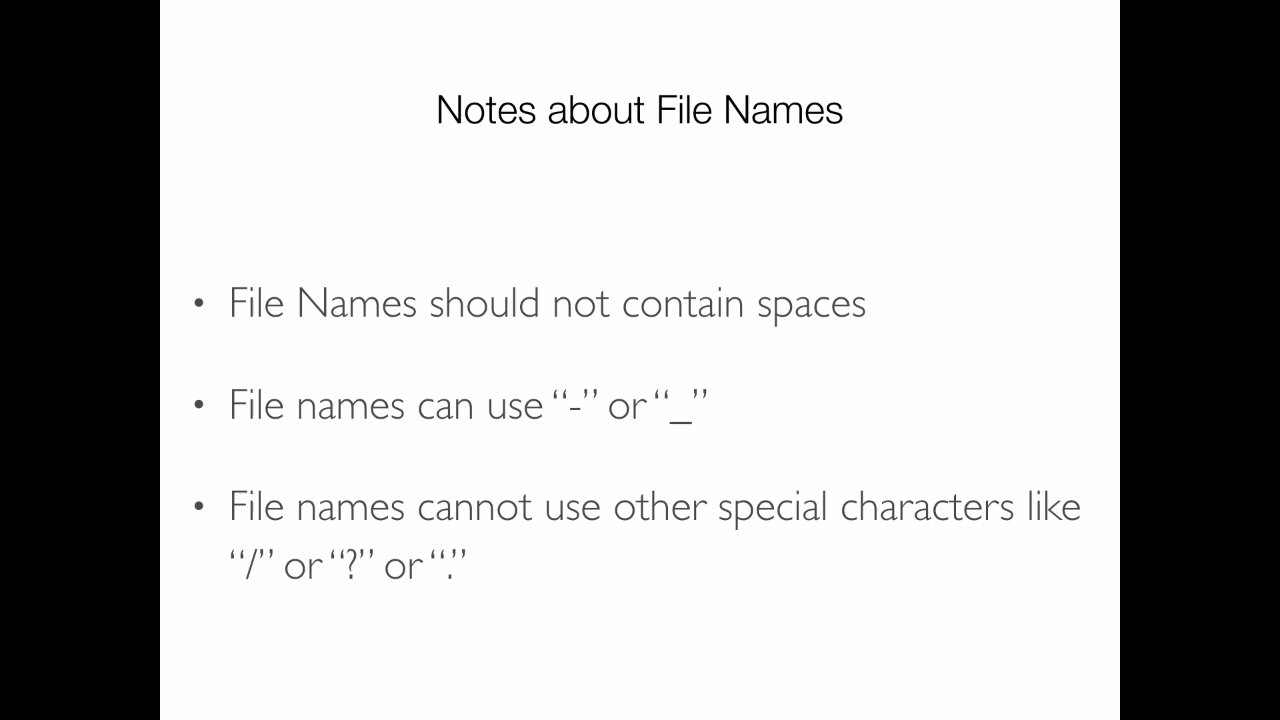 Notes about File Names
• File Names should not contain spaces
• File names can use “-” or “_”
• File names cannot use other special characters like
“/” or “?” or “.”